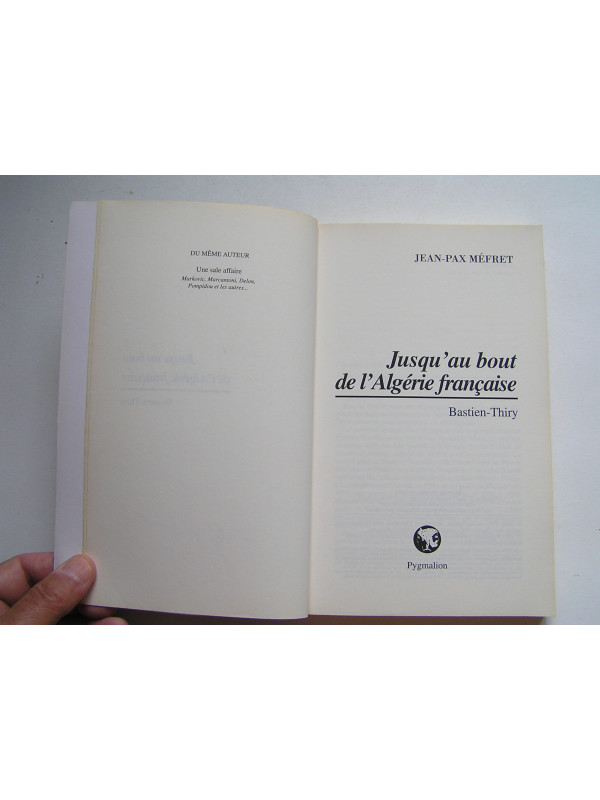 DU MÊME AUTEUR
Une sale affaire
Markovic, Marcantoni, Delon,
Pompidou et les autres...
JEAN-PAX MÉFRET
Jusqu'au bout
de l'Algérie française
Bastien-Thiry
Pygmalion